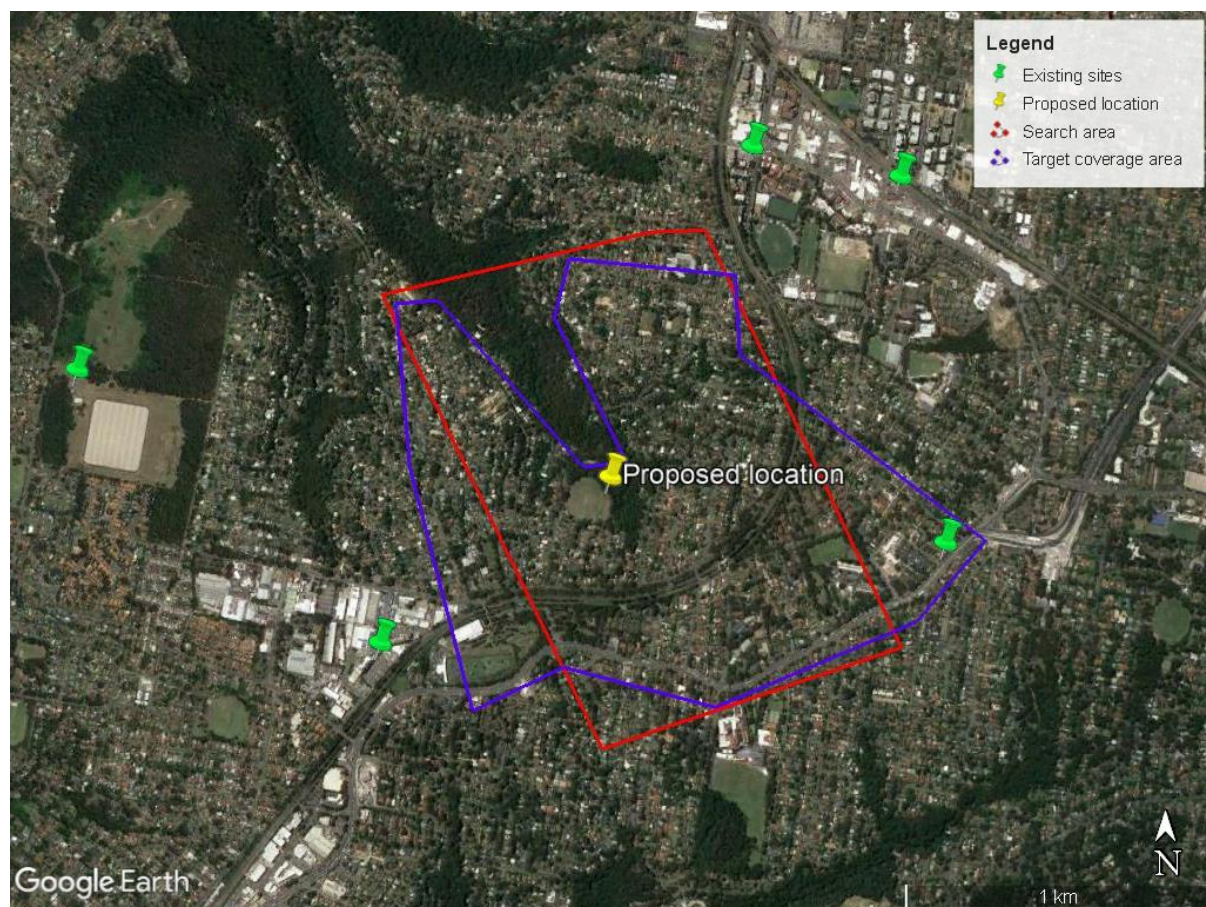 Legend
Existing sites
Proposed location
Search area
Target coverage area
Proposed location
Google Earth
N
1 km